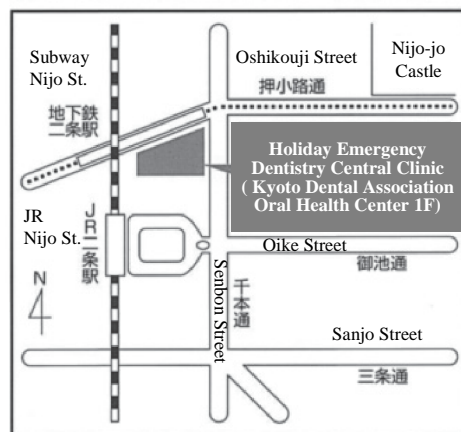 Subway
Nijo St.
Oshikouji Street
Nijo-jo
Castle
押小路通
地下鉄
二条駅
Holiday Emergency
Dentistry Central Clinic
( Kyoto Dental Association
Oral Health Center 1F)
JR
Nijo St.
JR二条駅
Oike Street
御池通
N
Senbon Street
千本通
Sanjo Street
三条通